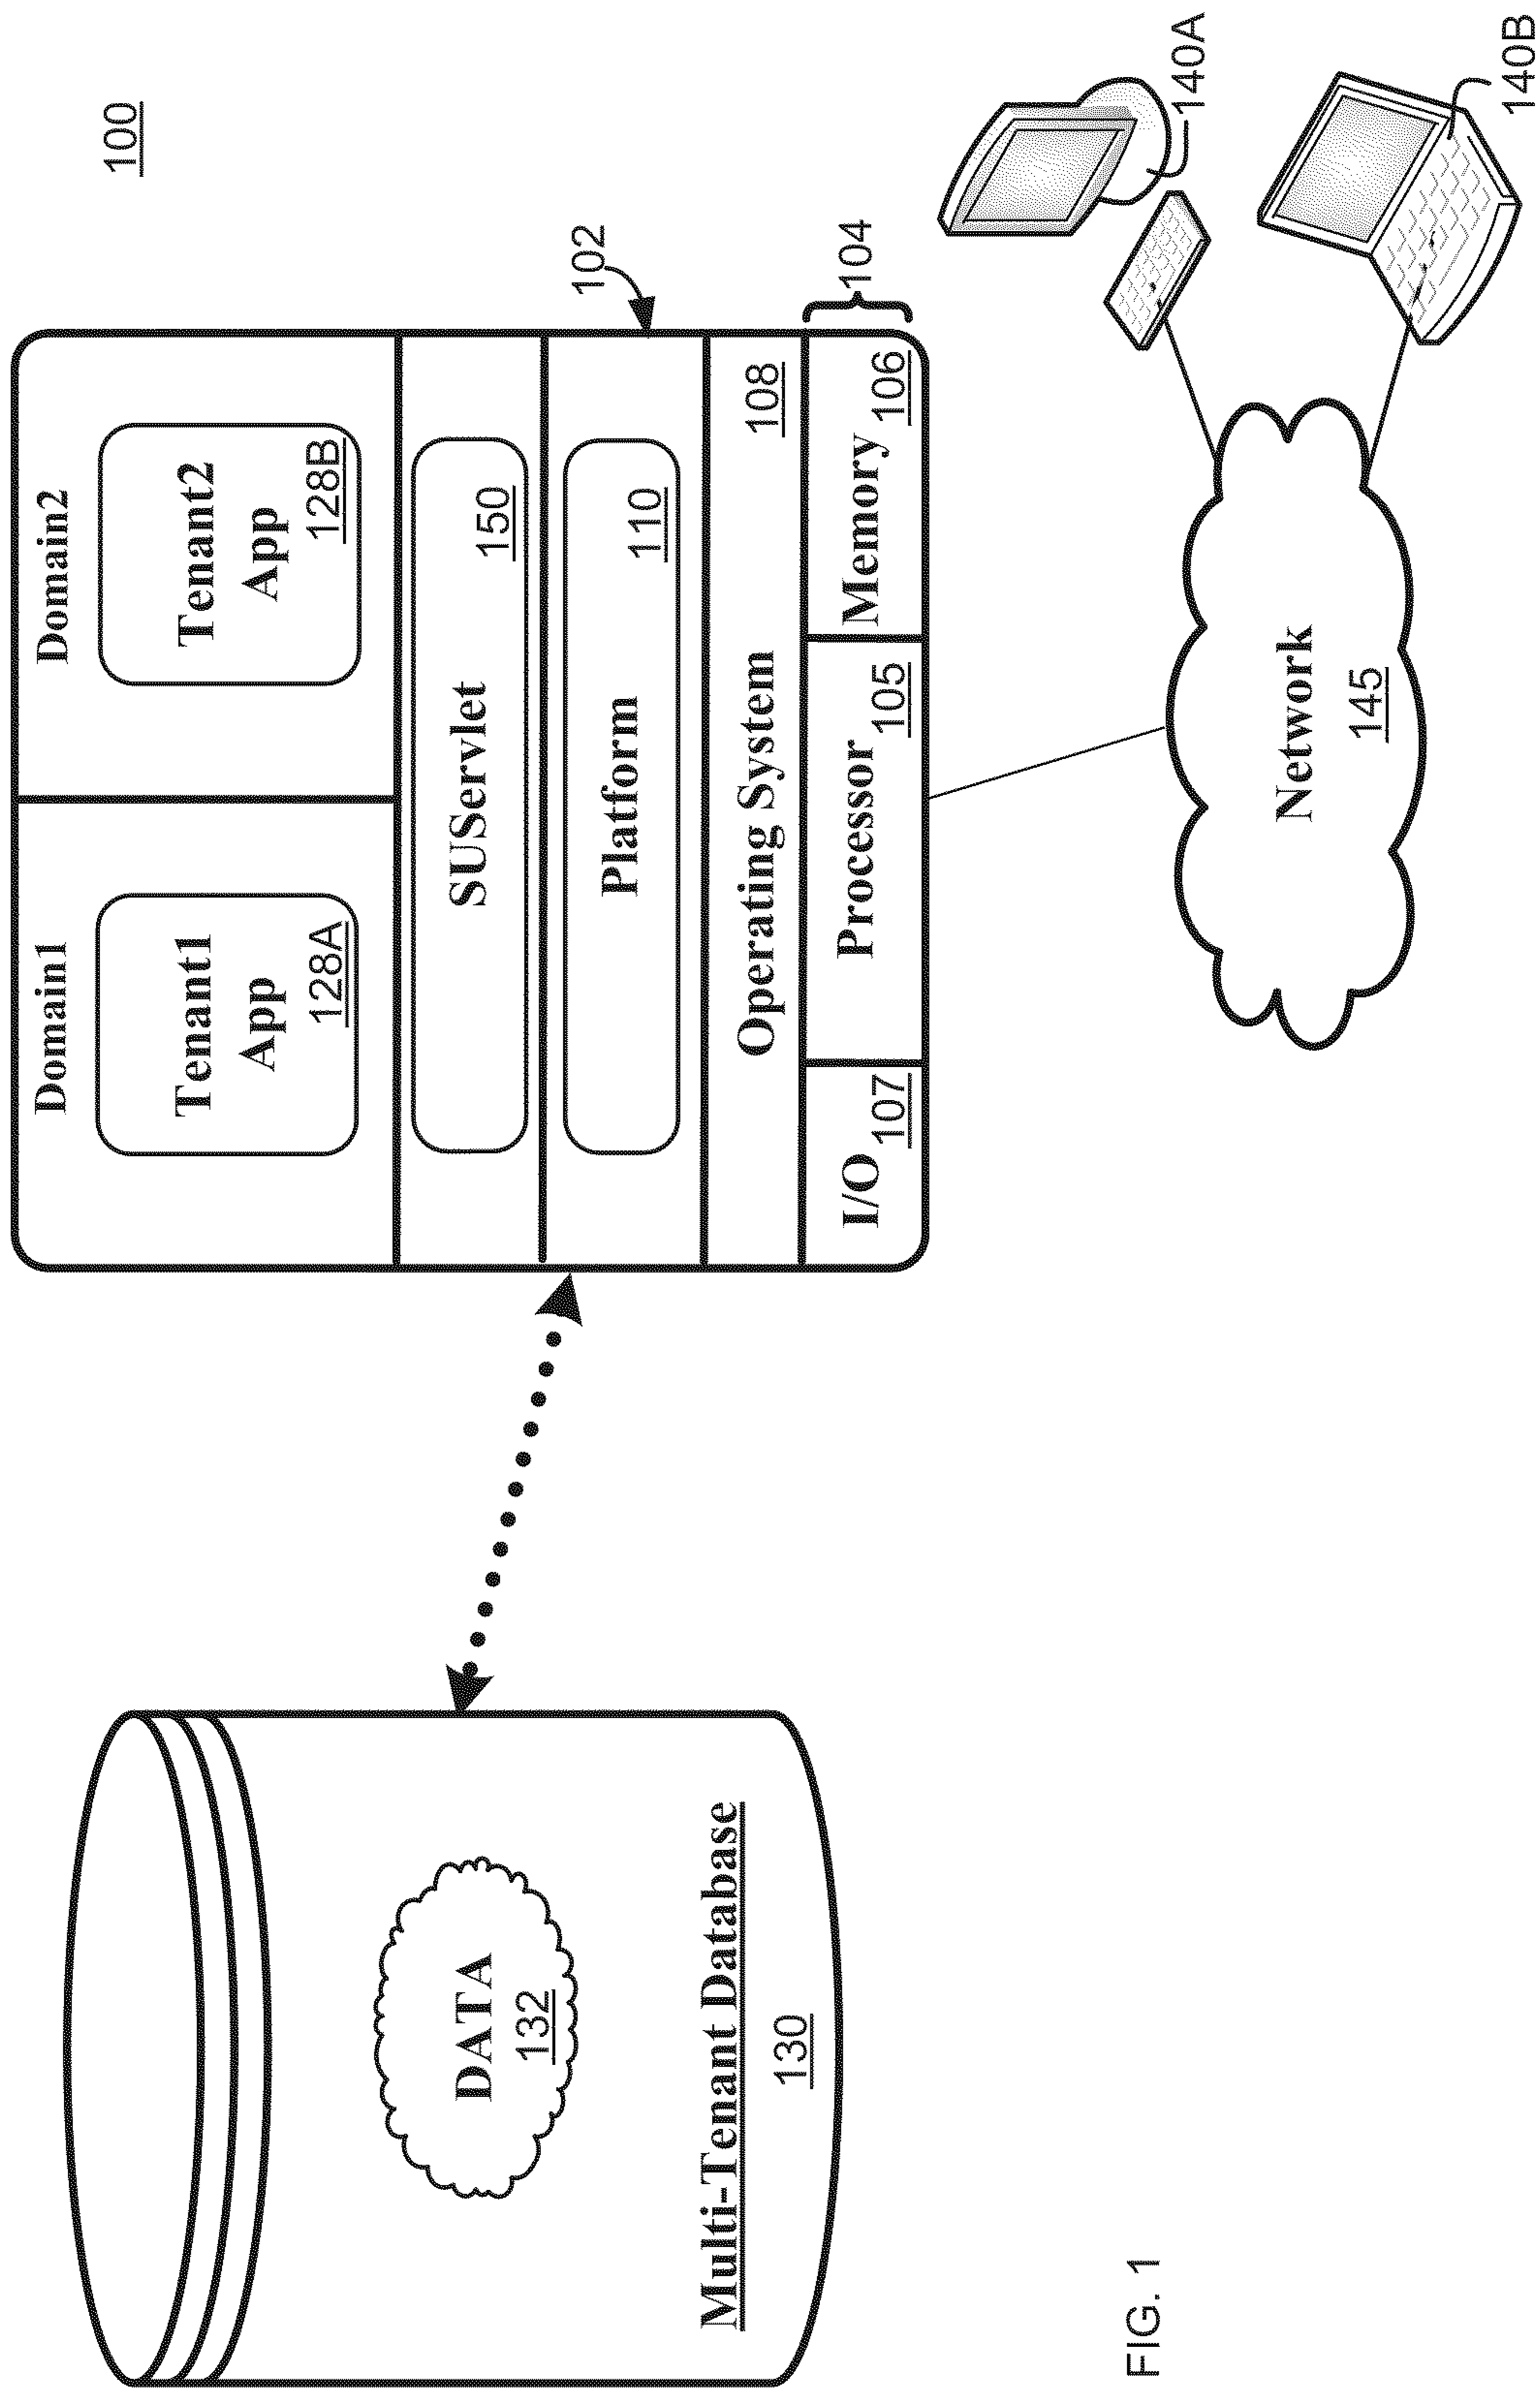 100
Domain1
Domain2
Tenant1
App
128A
Tenant2
App
128B
SUServlet
150
102
Platform
110
Operating System
108
I/O
107
Processor
105
Memory
106
104
DATA
132
Multi-Tenant Database
130
Network
145
140A
140B
FIG. 1